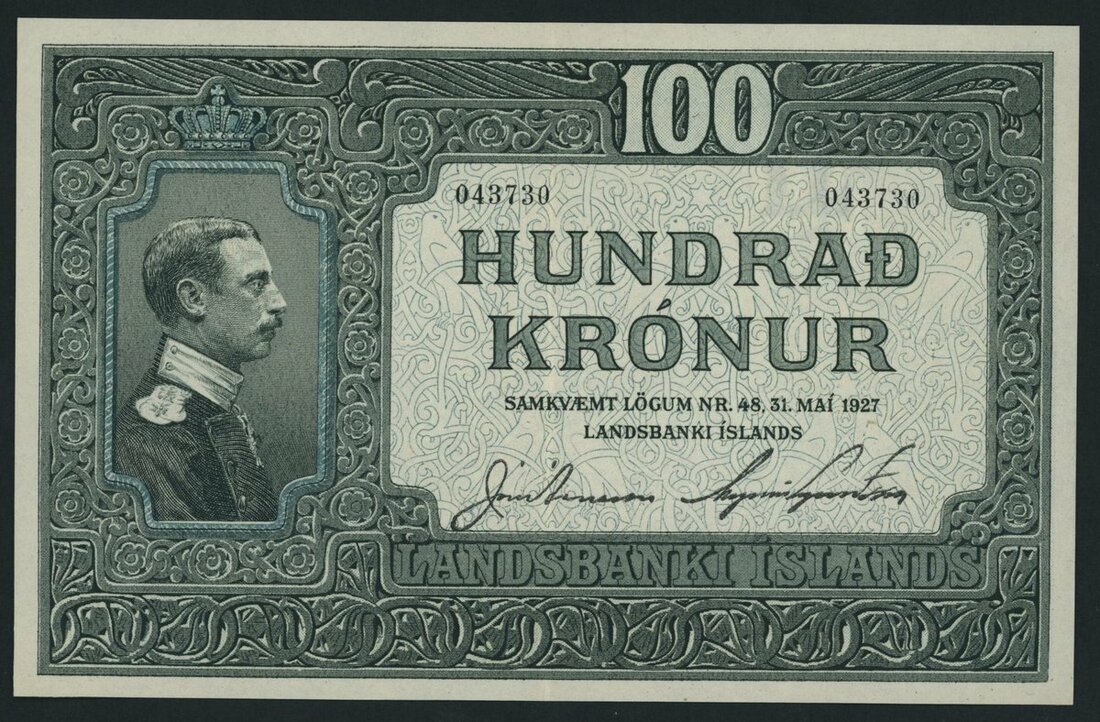 100
043730 043730
HUNDRAÐ
KRÓNUR
SAMKVÆMT LÖGUM NR. 48, 31. MAÍ 1927
LANDSBANKI ÍSLANDS
LANDSBANKI ÍSLANDS